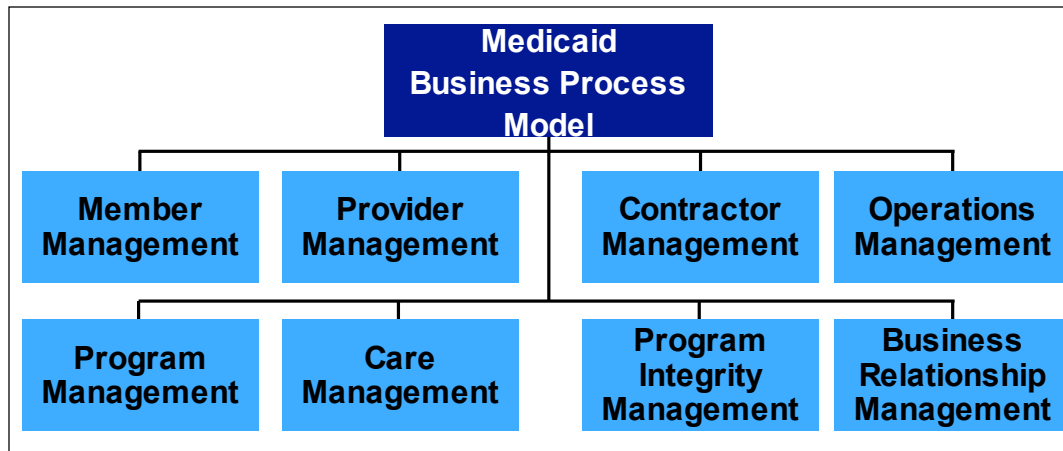 Medicaid
Business Process
Model
Member
Management
Provider
Management
Contractor
Management
Operations
Management
Program
Management
Care
Management
Program
Integrity
Management
Business
Relationship
Management